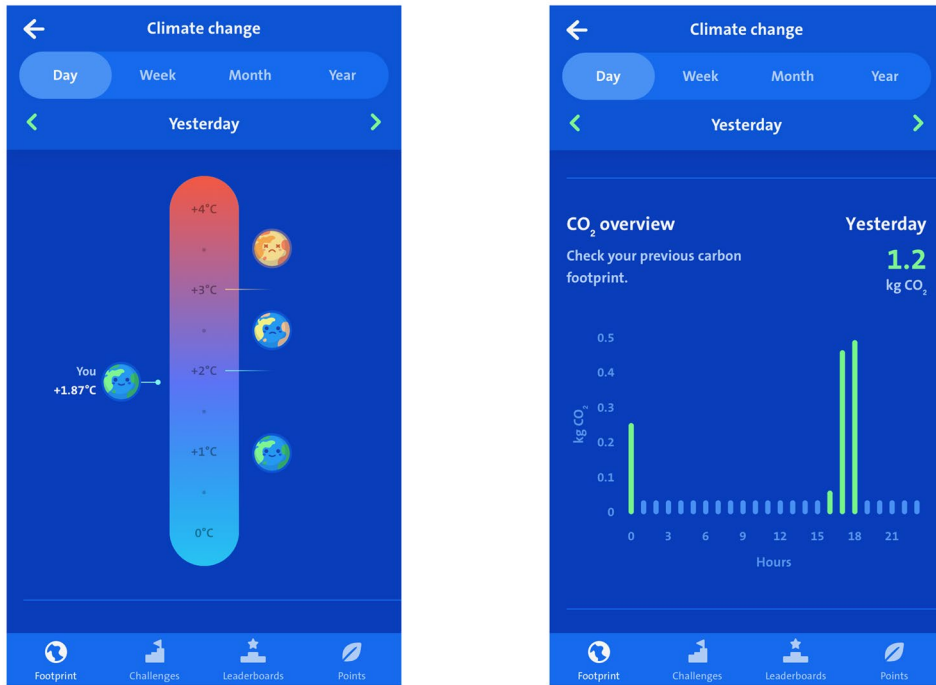 Climate change
Day Week Month Year
Yesterday
+4°C
+3°C
You
+1.87°C
+2°C
+1°C
0°C
Footprint Challenges Leaderboards Points
Climate change
Day Week Month Year
Yesterday
CO₂ overview
Yesterday
Check your previous carbon
footprint.
1.2
kg CO₂
0.5
0.4
0.3
0.2
0.1
0
kg CO₂
0 3 6 9 12 15 18 21
Hours
Footprint Challenges Leaderboards Points